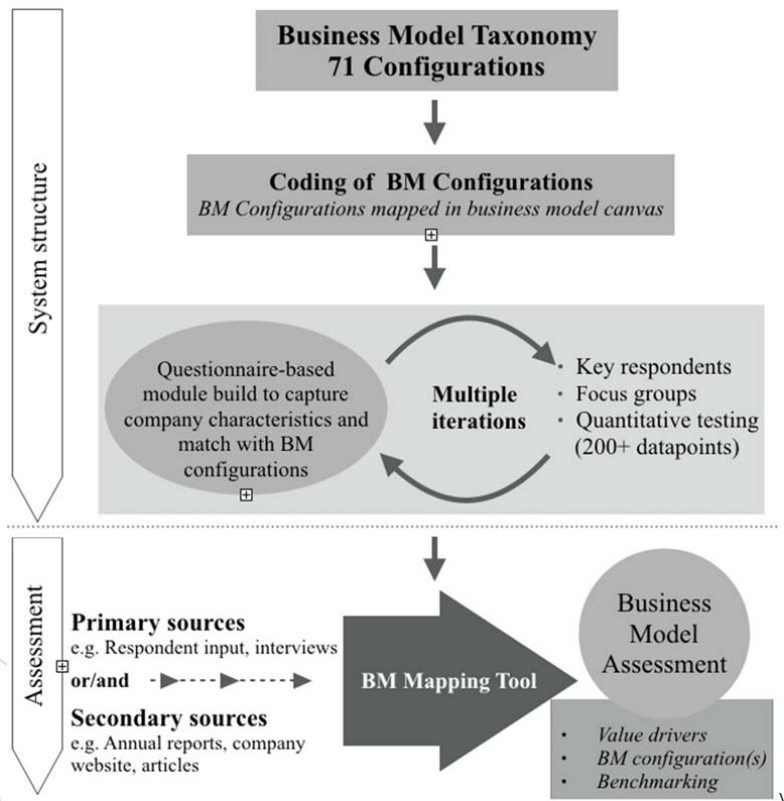 Business Model Taxonomy
71 Configurations
Coding of BM Configurations
BM Configurations mapped in business model canvas
System structure
Questionnaire-based
module build to capture
company characteristics and
match with BM
configurations
Multiple
iterations
• Key respondents
• Focus groups
• Quantitative testing
(200+ datapoints)
Assessment
Primary sources
e.g. Respondent input, interviews
or/and
Secondary sources
e.g. Annual reports, company
website, articles
BM Mapping Tool
Business
Model
Assessment
• Value drivers
• BM configuration(s)
• Benchmarking